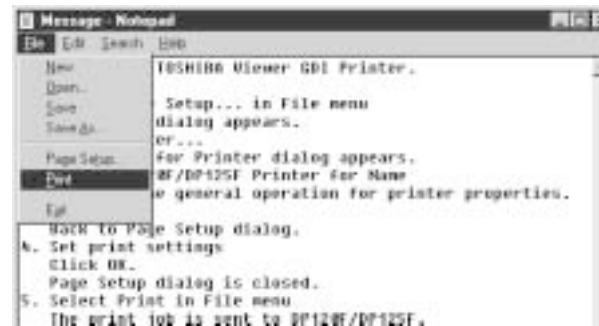 Message - Notepad
File Edit Search Help
New
Open...
Save
Save As..
Page Setup..
Print
Exit
TOSHIBA Viewer GDI Printer.
Setup... in File menu
dialog appears.
er...
for Printer dialog appears.
0F/DP125F Printer for Name
e general operation for printer properties.
Back to Page Setup dialog.
4. Set print settings
Click OK.
Page Setup dialog is closed.
5. Select Print in File menu
The print job is sent to DP120F/DP125F.